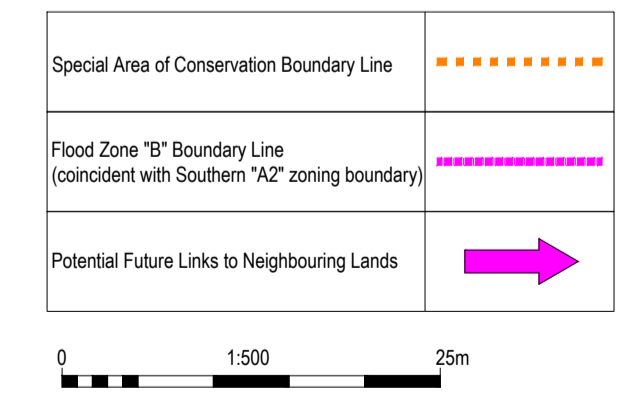 Special Area of Conservation Boundary Line
Flood Zone "B" Boundary Line
(coincident with Southern "A2" zoning boundary)
Potential Future Links to Neighbouring Lands
0 1:500 25m